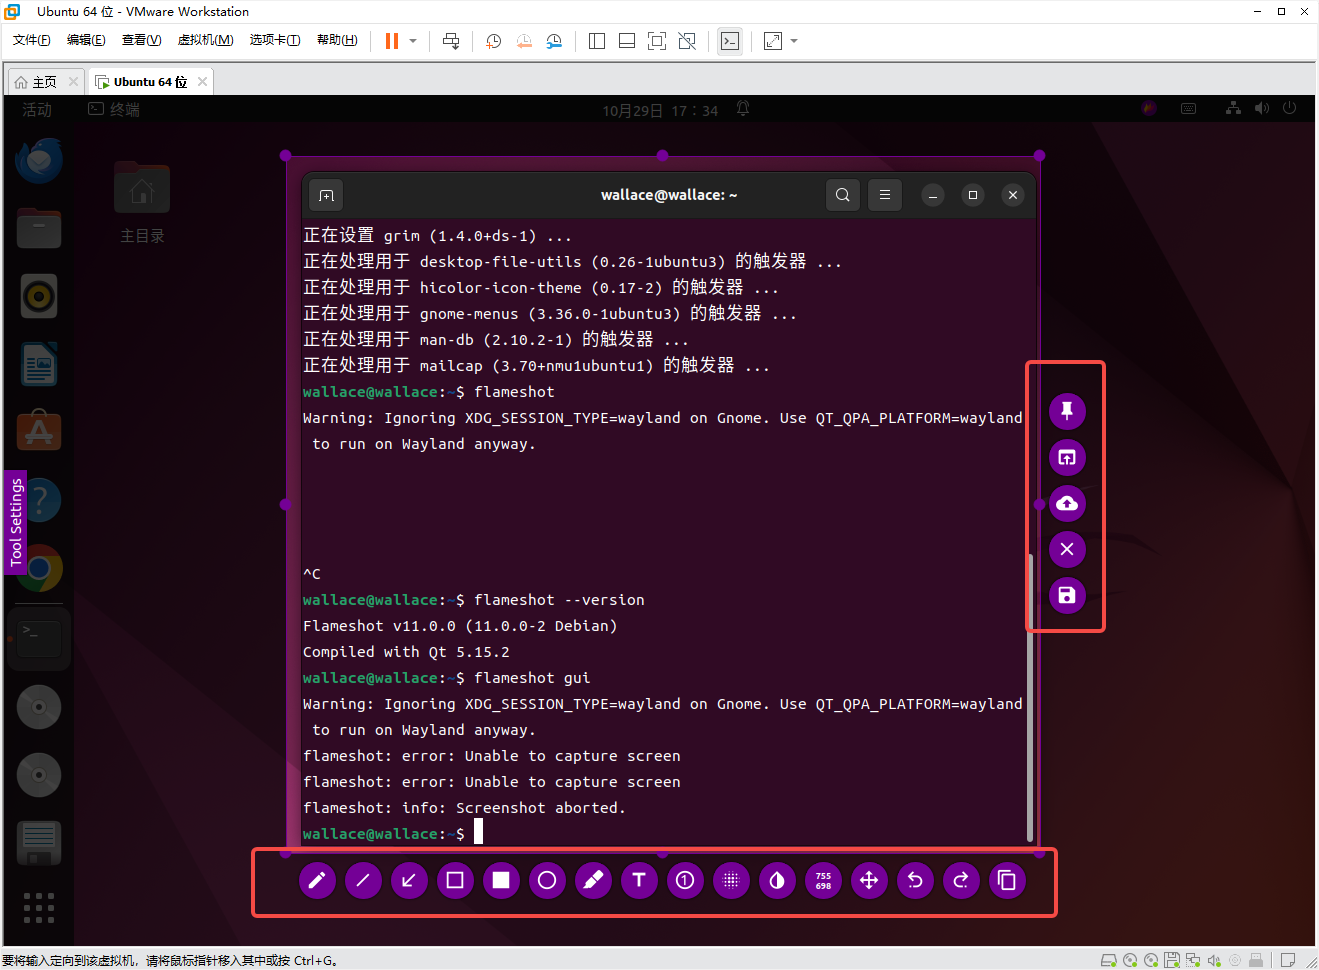 Ubuntu 64 位 - VMware Workstation
文件(F) 编辑(E) 查看(V) 虚拟机(M) 选项卡(T) 帮助(H)
主页 Ubuntu 64 位
活动 终端 10月29日 17：34
主目录
wallace@wallace: ~
正在设置 grim (1.4.0+ds-1) ...
正在处理用于 desktop-file-utils (0.26-1ubuntu3) 的触发器 ...
正在处理用于 hicolor-icon-theme (0.17-2) 的触发器 ...
正在处理用于 gnome-menus (3.36.0-1ubuntu3) 的触发器 ...
正在处理用于 man-db (2.10.2-1) 的触发器 ...
正在处理用于 mailcap (3.70+nmu1ubuntu1) 的触发器 ...
wallace@wallace:~$ flameshot
Warning: Ignoring XDG_SESSION_TYPE=wayland on Gnome. Use QT_QPA_PLATFORM=wayland
to run on Wayland anyway.
^C
wallace@wallace:~$ flameshot --version
Flameshot v11.0.0 (11.0.0-2 Debian)
Compiled with Qt 5.15.2
wallace@wallace:~$ flameshot gui
Warning: Ignoring XDG_SESSION_TYPE=wayland on Gnome. Use QT_QPA_PLATFORM=wayland
to run on Wayland anyway.
flameshot: error: Unable to capture screen
flameshot: error: Unable to capture screen
flameshot: info: Screenshot aborted.
wallace@wallace:~$
Tool Settings
T 1 755
698
要将输入定向到该虚拟机，请将鼠标指针移入其中或按 Ctrl+G。